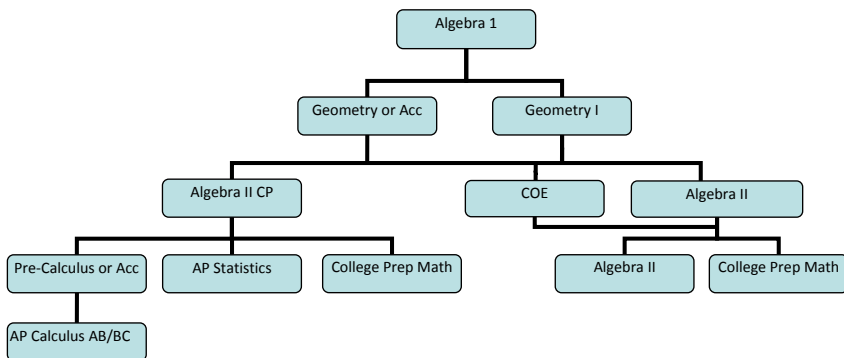 Algebra 1
Geometry or Acc
Geometry I
Algebra II CP
COE
Algebra II
Pre-Calculus or Acc
AP Statistics
College Prep Math
Algebra II
College Prep Math
AP Calculus AB/BC